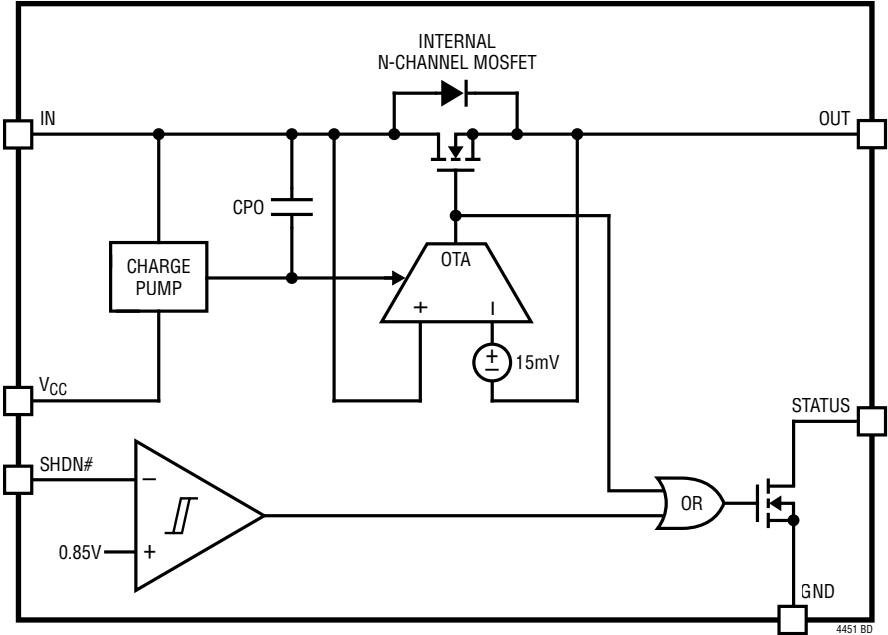 INTERNAL
N-CHANNEL MOSFET
IN
OUT
CPO
CHARGE
PUMP
OTA
+
–
+
–
15mV
VCC
STATUS
SHDN#
–
OR
0.85V
+
GND
4451 BD